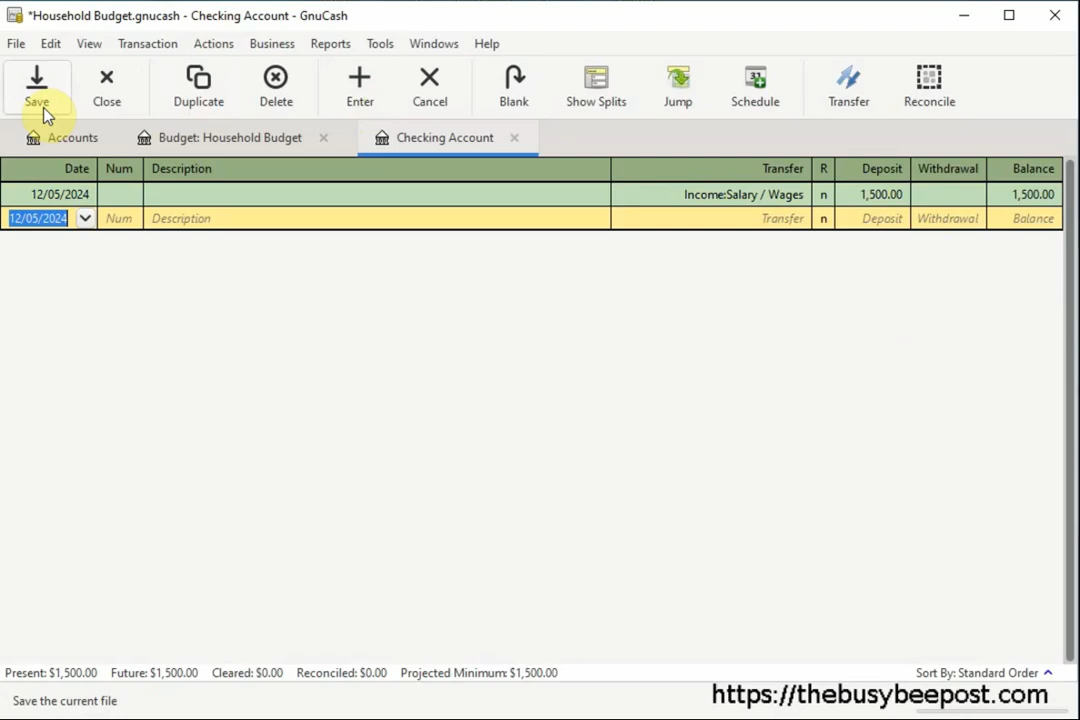 *Household Budget.gnucash - Checking Account - GnuCash
File Edit View Transaction Actions Business Reports Tools Windows Help
Save Close Duplicate Delete Enter Cancel Blank Show Splits Jump 31 Schedule Transfer Reconcile
Accounts Budget: Household Budget Checking Account
Date Num Description Transfer R Deposit Withdrawal Balance
12/05/2024 Income:Salary / Wages n 1,500.00 1,500.00
12/05/2024 Num Description Transfer n Deposit Withdrawal Balance
Present: $1,500.00 Future: $1,500.00 Cleared: $0.00 Reconciled: $0.00 Projected Minimum: $1,500.00 Sort By: Standard Order
Save the current file
https://thebusybeepost.com